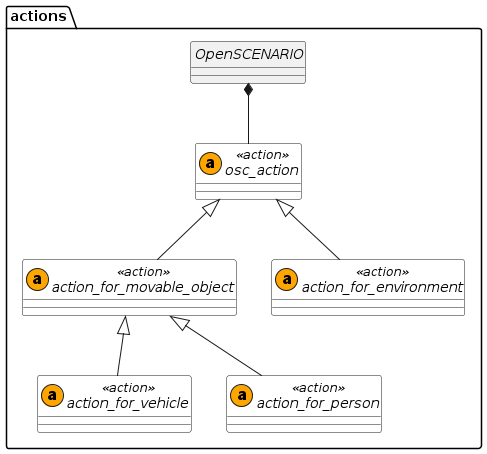 actions
OpenSCENARIO
«action»
a osc_action
«action»
a action_for_movable_object
«action»
a action_for_environment
«action»
a action_for_vehicle
«action»
a action_for_person